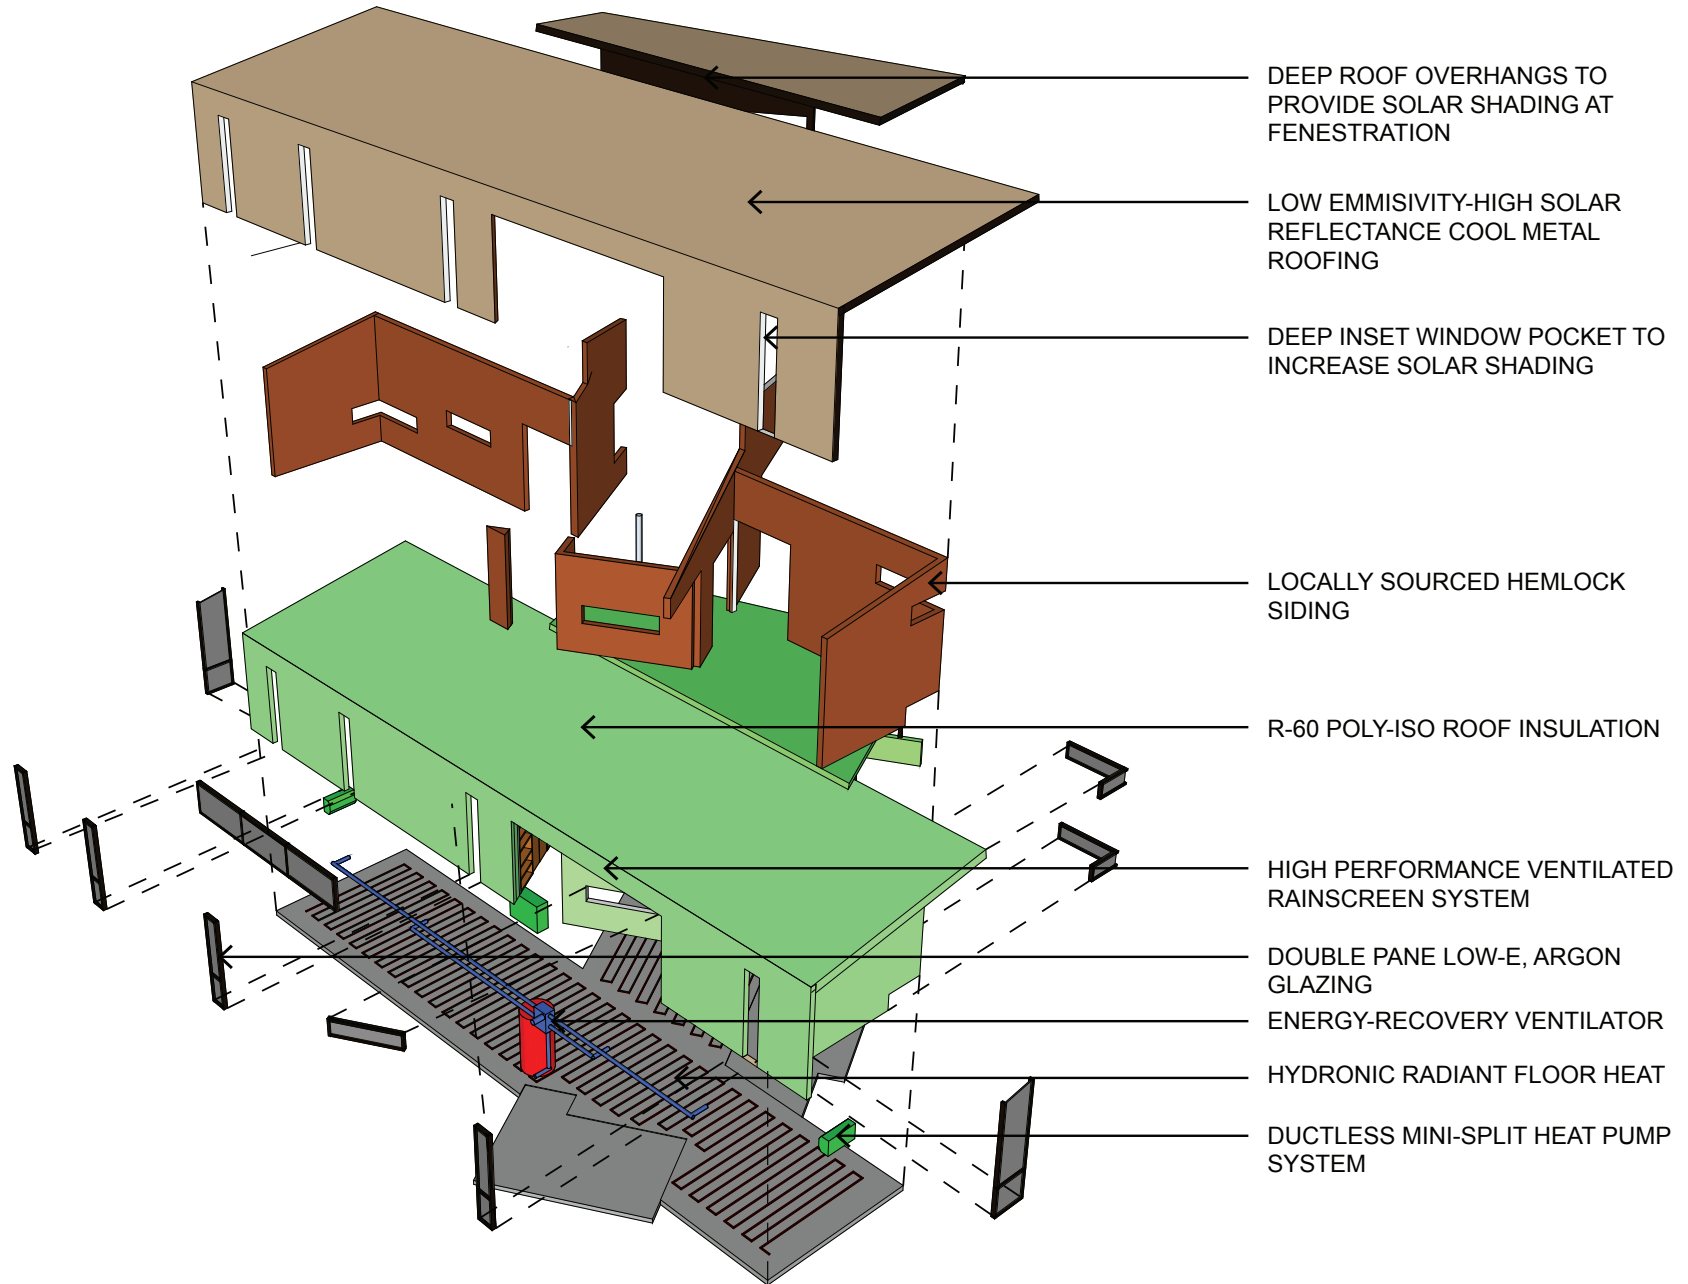 DEEP ROOF OVERHANGS TO
PROVIDE SOLAR SHADING AT
FENESTRATION
LOW EMMISIVITY-HIGH SOLAR
REFLECTANCE COOL METAL
ROOFING
DEEP INSET WINDOW POCKET TO
INCREASE SOLAR SHADING
LOCALLY SOURCED HEMLOCK
SIDING
R-60 POLY-ISO ROOF INSULATION
HIGH PERFORMANCE VENTILATED
RAINSCREEN SYSTEM
DOUBLE PANE LOW-E, ARGON
GLAZING
ENERGY-RECOVERY VENTILATOR
HYDRONIC RADIANT FLOOR HEAT
DUCTLESS MINI-SPLIT HEAT PUMP
SYSTEM